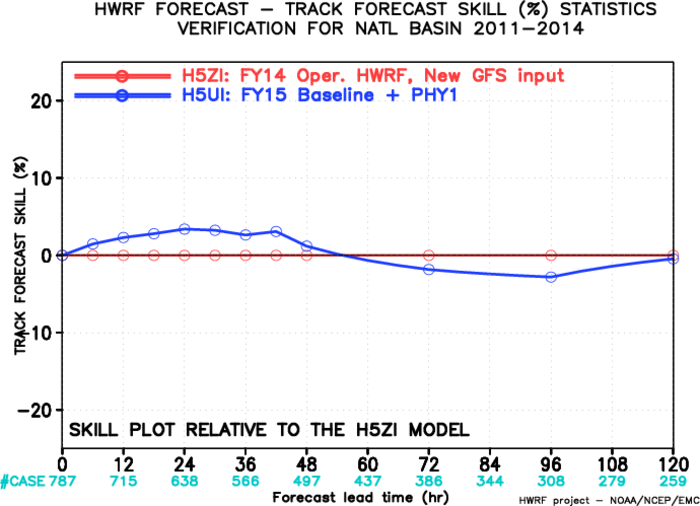 HWRF FORECAST – TRACK FORECAST SKILL (%) STATISTICS
VERIFICATION FOR NATL BASIN 2011–2014
H5ZI: FY14 Oper. HWRF, New GFS input
H5UI: FY15 Baseline + PHY1
TRACK FORECAST SKILL (%)
20
10
0
–10
–20
SKILL PLOT RELATIVE TO THE H5ZI MODEL
0 12 24 36 48 60 72 84 96 108 120
#CASE 787 715 638 566 497 437 386 344 308 279 259
Forecast lead time (hr)
HWRF project – NOAA/NCEP/EMC